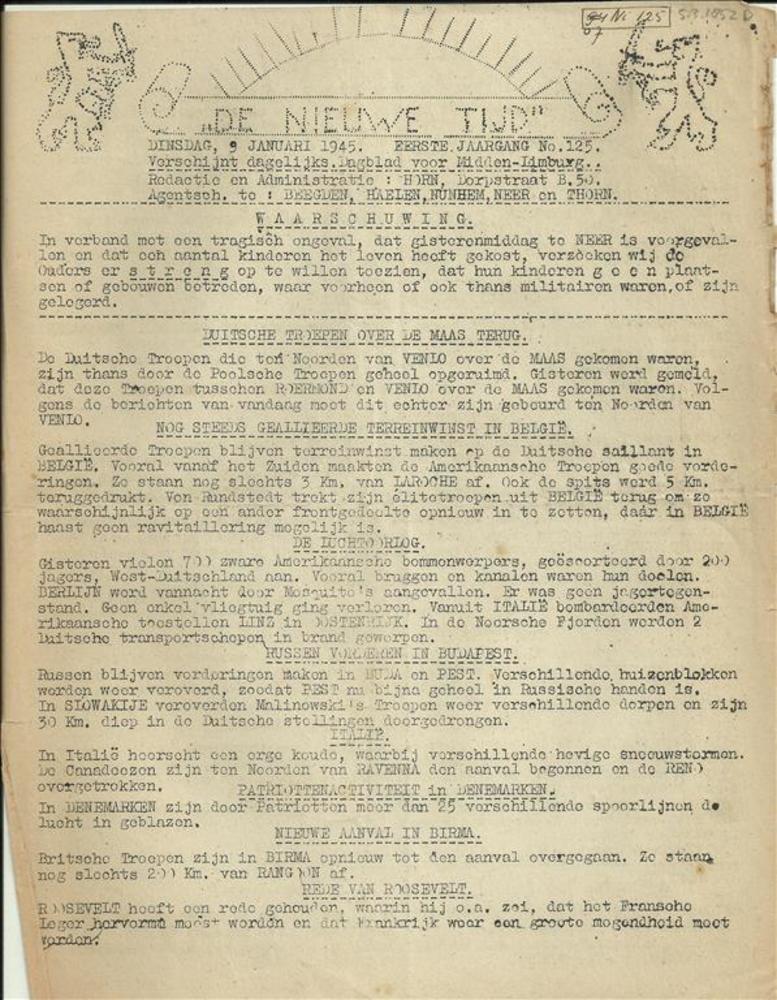 94 No 125
S.3.1952 D
„DE NIEUWE TIJD"
DINSDAG, 9 JANUARI 1945. EERSTE.JAARGANG No.125.
Verschijnt dagelijks.Dagblad voor Midden-Limburg..
Redactie en Administratie : HORN, Dorpstraat B.50.
Agentsch. te : BEEGDEN, HAELEN,NUNHEM,NEER en THORN.
W A A R S C H U W I N G.
In verband met een tragisch ongeval, dat gisterenmiddag te NEER is voorgeval-
len en dat een aantal kinderen het leven heeft gekost, verzoeken wij de
Ouders er s t r e n g op te willen toezien, dat hun kinderen g e e n plaat-
sen of gebouwen betreden, waar voorheen of ook thans militairen waren,of zijn
gelegerd.
DUITSCHE TROEPEN OVER DE MAAS TERUG.
De Duitsche Troepen die ten Noorden van VENLO over de MAAS gekomen waren,
zijn thans door de Poolsche Troepen geheel opgeruimd. Gisteren werd gemeld,
dat deze Troepen tusschen ROERMOND en VENLO over de MAAS gekomen waren. Vol-
gens de berichten van vandaag moet dit echter zijn gebeurd ten Noorden van
VENLO.
NOG STEEDS GEALLIEERDE TERREINWINST IN BELGIË.
Geallieerde Troepen blijven terreinwinst maken op de Duitsche saillant in
BELGIË. Vooral vanaf het Zuiden maakten de Amerikaansche Troepen goede vorde-
ringen. Ze staan nog slechts 3 Km. van LAROCHE af. Ook de spits werd 5 Km.
teruggedrukt. Von Rundstedt trekt zijn élitetroepen uit BELGIË terug om ze
waarschijnlijk op een ander frontgedeelte opnieuw in te zetten, daár in BELGIË
haast geen ravitaillering mogelijk is.
DE LUCHTOORLOG.
Gisteren vielen 700 zware Amerikaansche bommenwerpers, geëscorteerd door 200
jagers, West-Duitschland aan. Vooral bruggen en kanalen waren hun doelen.
BERLIJN werd vannacht door Mosquito's aangevallen. Er was geen jagertegen-
stand. Geen enkel vliegtuig ging verloren. Vanuit ITALIË bombardeerden Ame-
rikaansche toestellen LINZ in OOSTENRIJK. In de Noorsche Fjorden werden 2
Duitsche transportschepen in brand geworpen.
RUSSEN VORDEREN IN BUDAPEST.
Russen blijven vorderingen maken in BUDA en PEST. Verschillende huizenblokken
werden weer veroverd, zoodat PEST nu bijna geheel in Russische handen is.
In SLOWAKIJE veroverden Malinowski's Troepen weer verschillende dorpen en zijn
30 Km. diep in de Duitsche stellingen doorgedrongen.
ITALIË.
In Italië heerscht een erge koude, waarbij verschillende hevige sneeuwstormen.
De Canadeezen zijn ten Noorden van RAVENNA den aanval begonnen en de RENO
overgetrokken.
PATRIOTTENACTIVITEIT in DENEMARKEN.
In DENEMARKEN zijn door Patriotten meer dan 25 verschillende spoorlijnen de
lucht in geblazen.
NIEUWE AANVAL IN BIRMA.
Britsche Troepen zijn in BIRMA opnieuw tot den aanval overgegaan. Ze staan
nog slechts 200 Km. van RANGOON af.
REDE VAN ROOSEVELT.
ROOSEVELT heeft een rede gehouden, waarin hij o.a. zei, dat het Fransche
Leger hervormd moest worden en dat Frankrijk weer een groote mogendheid moet
worden.